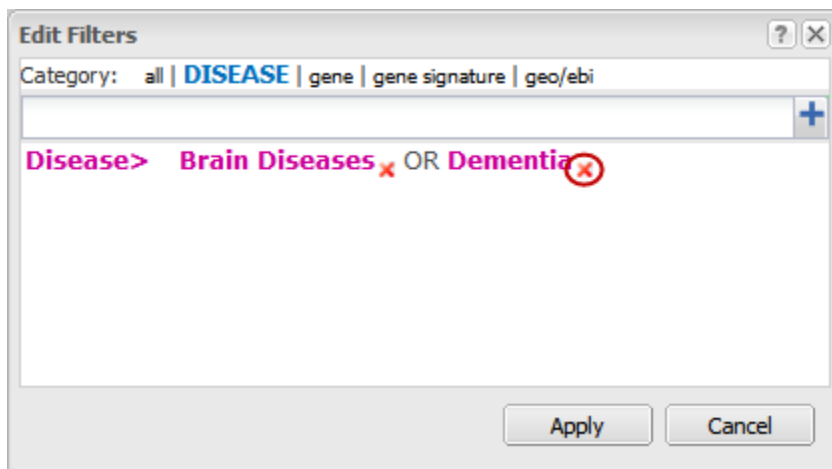 Edit Filters
Category: all | DISEASE | gene | gene signature | geo/ebi
Disease> Brain Diseases OR Dementia
Apply Cancel